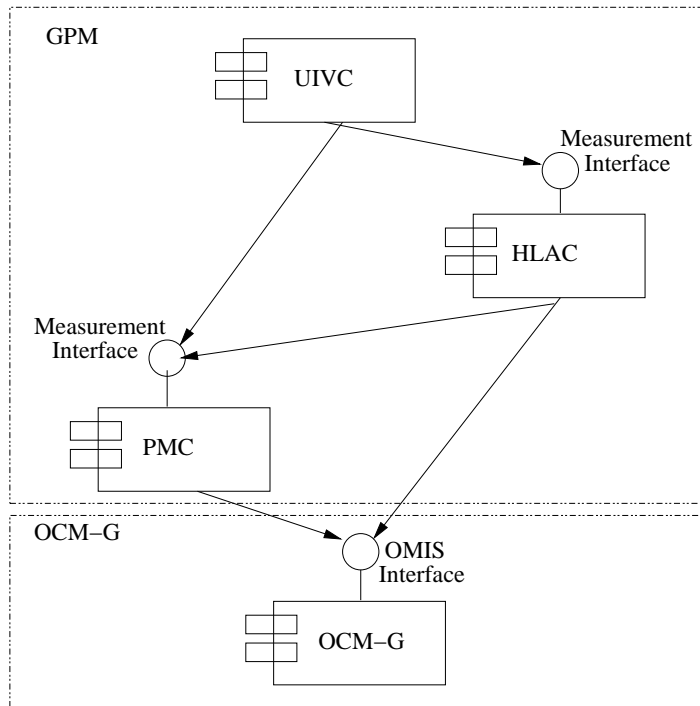 GPM
UIVC
Measurement
Interface
HLAC
Measurement
Interface
PMC
OCM−G
OMIS
Interface
OCM−G